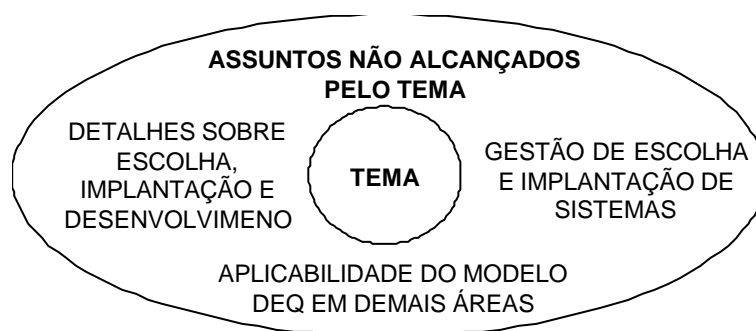 ASSUNTOS NÃO ALCANÇADOS
PELO TEMA
DETALHES SOBRE
ESCOLHA,
IMPLANTAÇÃO E
DESENVOLVIMENO
TEMA
GESTÃO DE ESCOLHA
E IMPLANTAÇÃO DE
SISTEMAS
APLICABILIDADE DO MODELO
DEQ EM DEMAIS ÁREAS